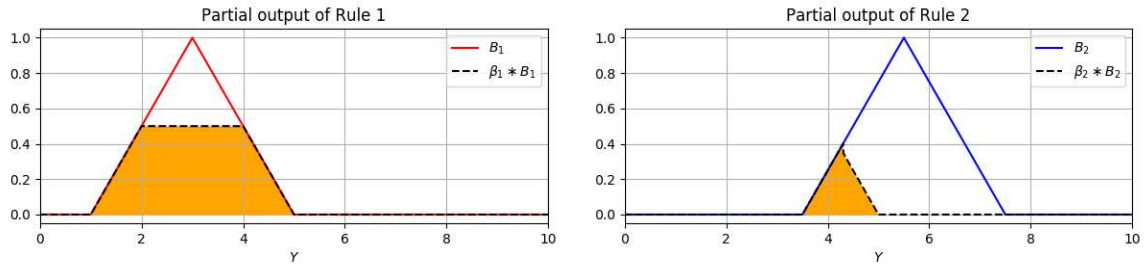 Partial output of Rule 1
1.0
0.8
0.6
0.4
0.2
0.0
0 2 4 6 8 10
Y
B₁
β₁ ∗ B₁
Partial output of Rule 2
1.0
0.8
0.6
0.4
0.2
0.0
0 2 4 6 8 10
Y
B₂
β₂ ∗ B₂